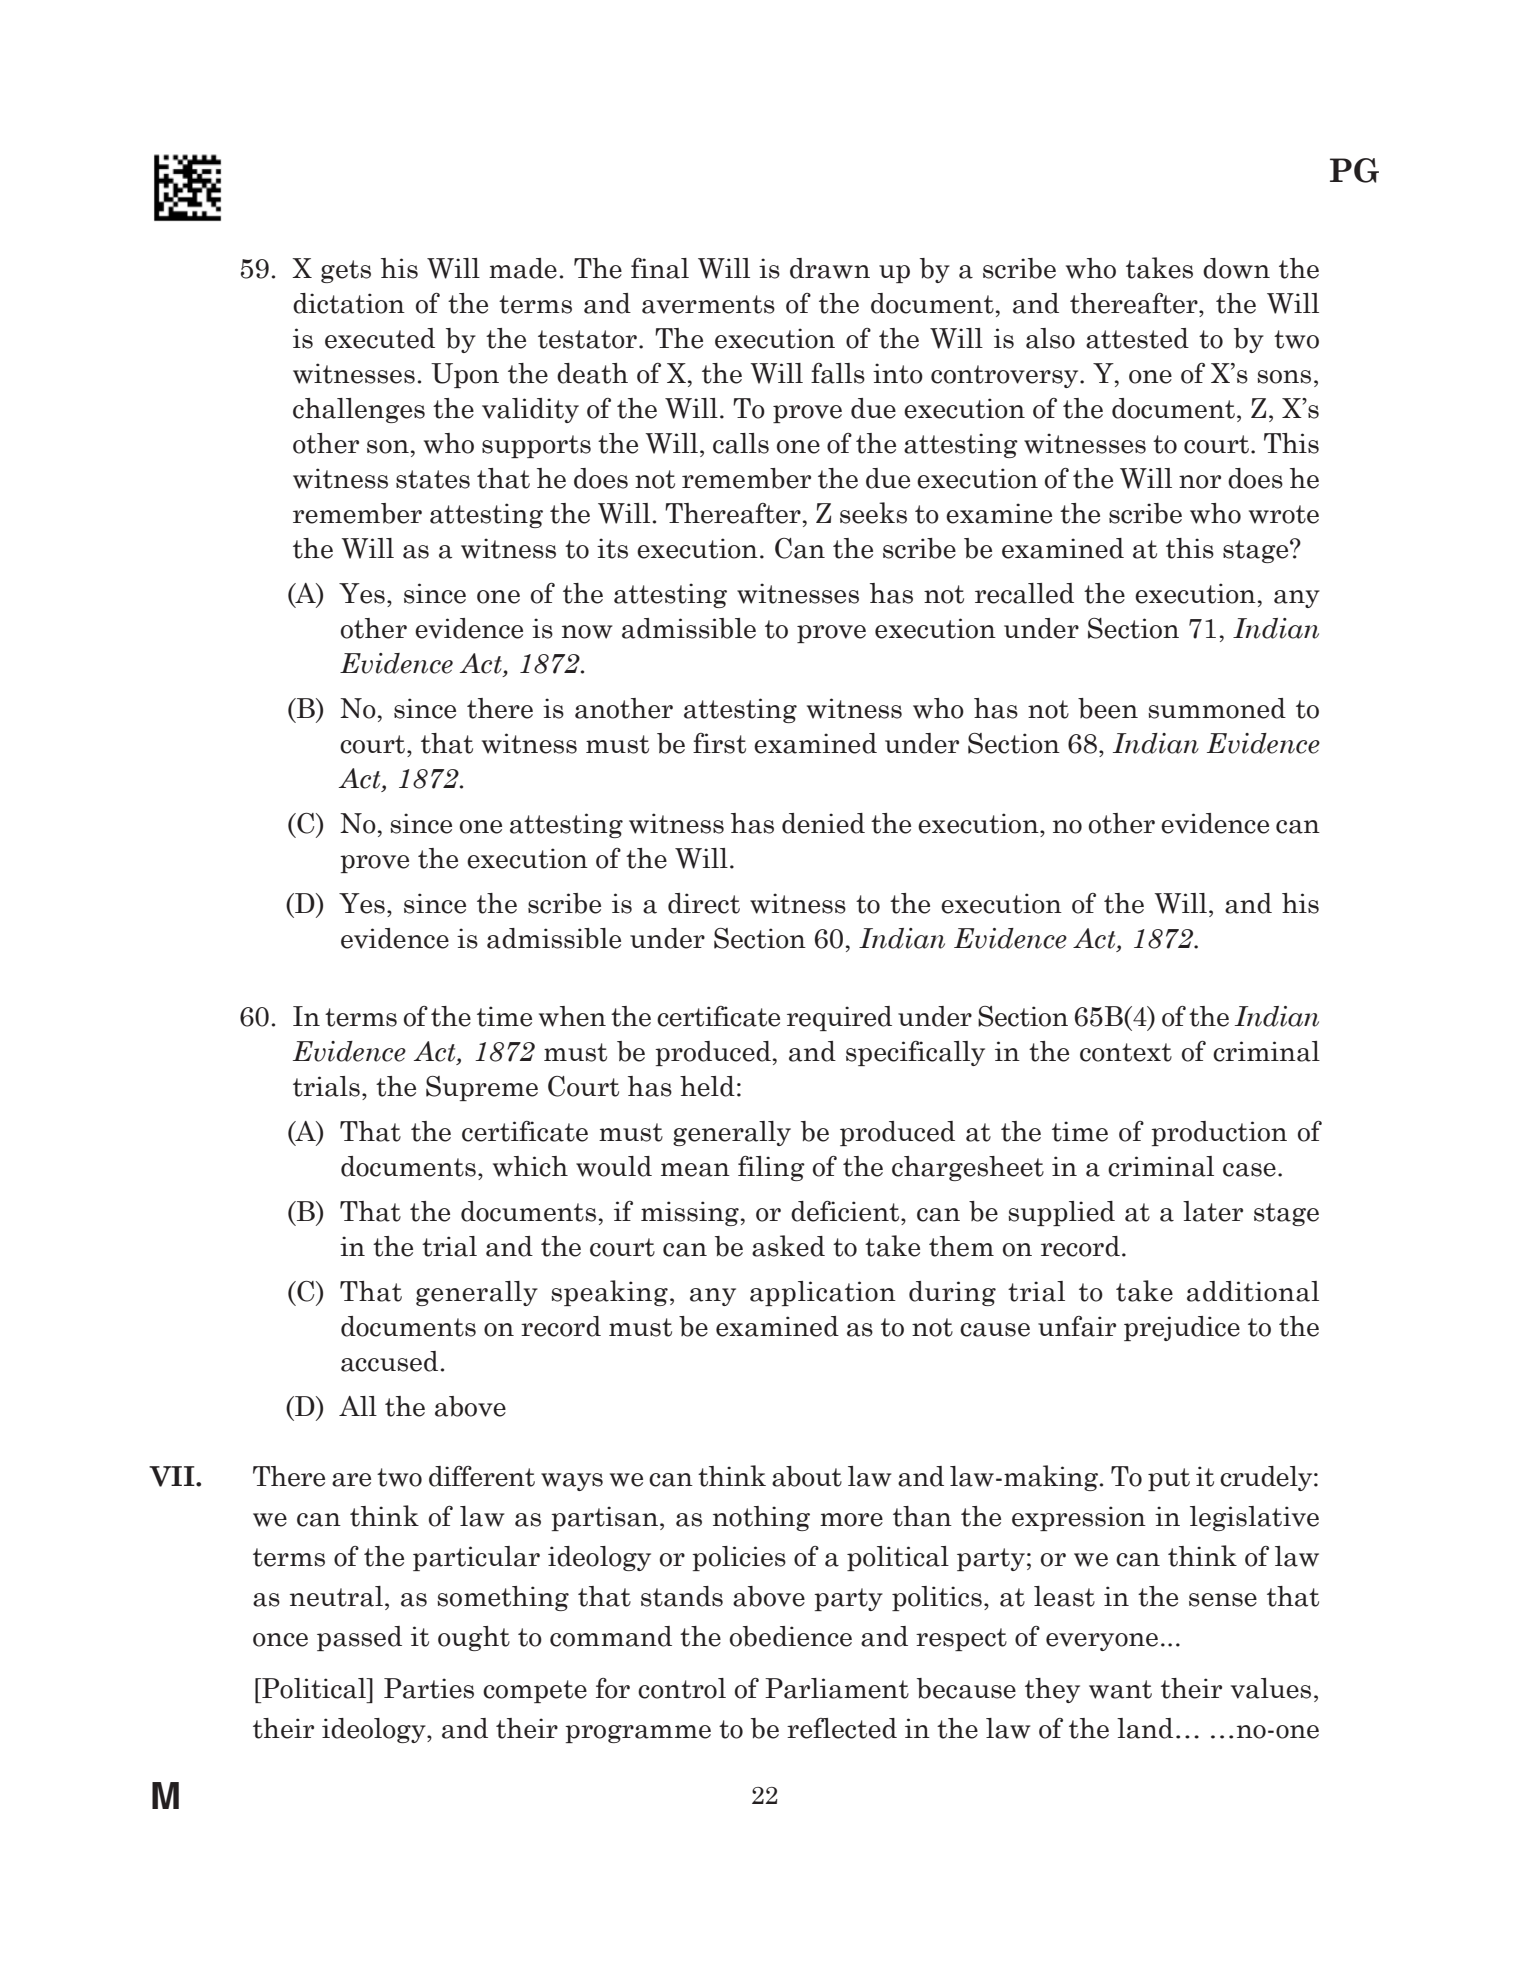 PG
59. X gets his Will made. The final Will is drawn up by a scribe who takes down the
dictation of the terms and averments of the document, and thereafter, the Will
is executed by the testator. The execution of the Will is also attested to by two
witnesses. Upon the death of X, the Will falls into controversy. Y, one of X’s sons,
challenges the validity of the Will. To prove due execution of the document, Z, X’s
other son, who supports the Will, calls one of the attesting witnesses to court. This
witness states that he does not remember the due execution of the Will nor does he
remember attesting the Will. Thereafter, Z seeks to examine the scribe who wrote
the Will as a witness to its execution. Can the scribe be examined at this stage?
(A) Yes, since one of the attesting witnesses has not recalled the execution, any
other evidence is now admissible to prove execution under Section 71, Indian
Evidence Act, 1872.
(B) No, since there is another attesting witness who has not been summoned to
court, that witness must be first examined under Section 68, Indian Evidence
Act, 1872.
(C) No, since one attesting witness has denied the execution, no other evidence can
prove the execution of the Will.
(D) Yes, since the scribe is a direct witness to the execution of the Will, and his
evidence is admissible under Section 60, Indian Evidence Act, 1872.
60. In terms of the time when the certificate required under Section 65B(4) of the Indian
Evidence Act, 1872 must be produced, and specifically in the context of criminal
trials, the Supreme Court has held:
(A) That the certificate must generally be produced at the time of production of
documents, which would mean filing of the chargesheet in a criminal case.
(B) That the documents, if missing, or deficient, can be supplied at a later stage
in the trial and the court can be asked to take them on record.
(C) That generally speaking, any application during trial to take additional
documents on record must be examined as to not cause unfair prejudice to the
accused.
(D) All the above
VII. There are two different ways we can think about law and law-making. To put it crudely:
we can think of law as partisan, as nothing more than the expression in legislative
terms of the particular ideology or policies of a political party; or we can think of law
as neutral, as something that stands above party politics, at least in the sense that
once passed it ought to command the obedience and respect of everyone...
[Political] Parties compete for control of Parliament because they want their values,
their ideology, and their programme to be reflected in the law of the land… …no-one
M 22